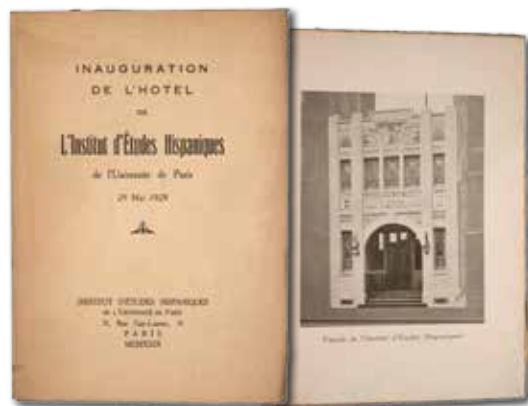 INAUGURATION
DE L'HOTEL
DE
L'Institut d'Études Hispaniques
de l'Université de Paris
29 Mai 1929
INSTITUT D'ÉTUDES HISPANIQUES
DE L'UNIVERSITÉ DE PARIS
31, Rue Gay-Lussac, 31
PARIS
MCMXXIX
Façade de l'Institut d'Études Hispaniques